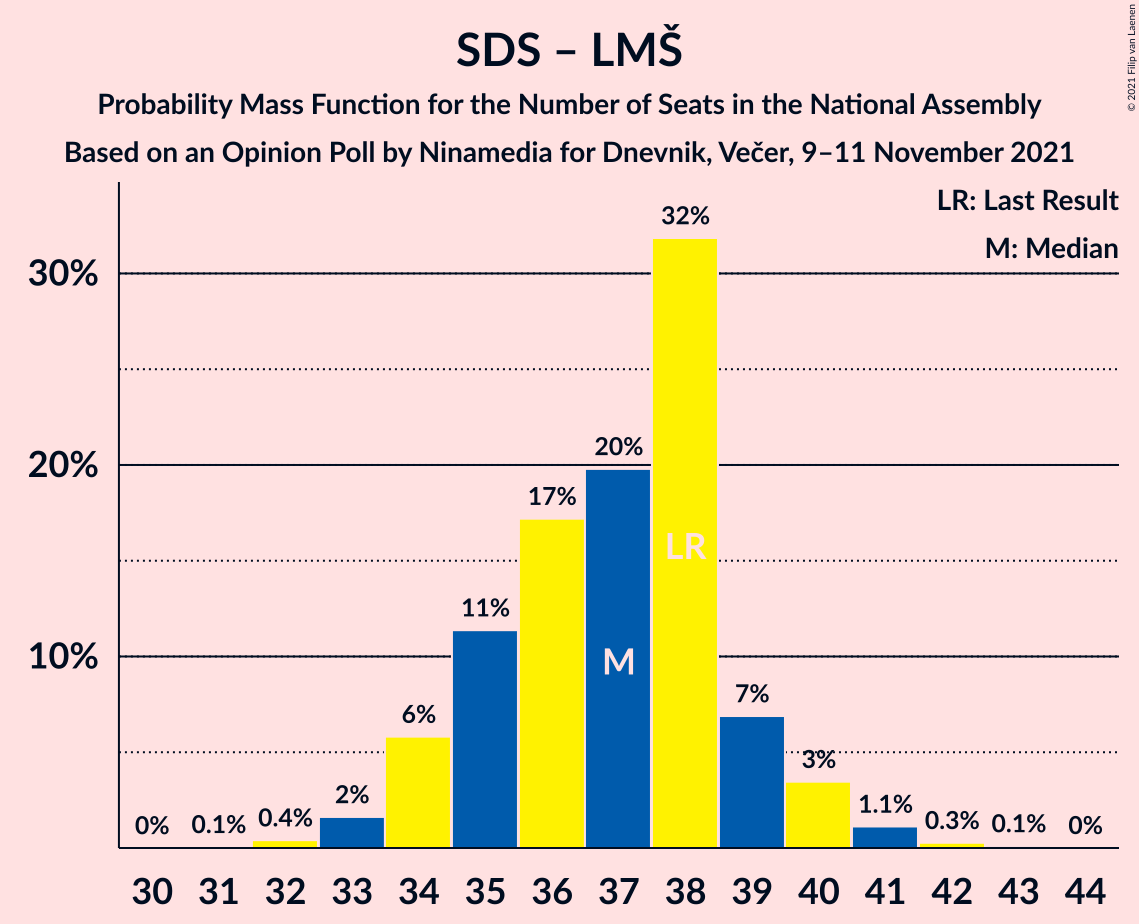 SDS – LMŠ
Probability Mass Function for the Number of Seats in the National Assembly
Based on an Opinion Poll by Ninamedia for Dnevnik, Večer, 9–11 November 2021
© 2021 Filip van Laenen
LR: Last Result
M: Median
32%
30%
20%
20%
17%
LR
11%
10%
M
7%
6%
3%
2%
1.1%
0% 0.1% 0.4% 0.3% 0.1% 0%
30 31 32 33 34 35 36 37 38 39 40 41 42 43 44